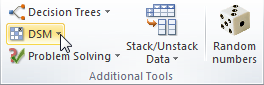 Decision Trees
DSM
Problem Solving
Stack/Unstack
Data
Random
numbers
Additional Tools